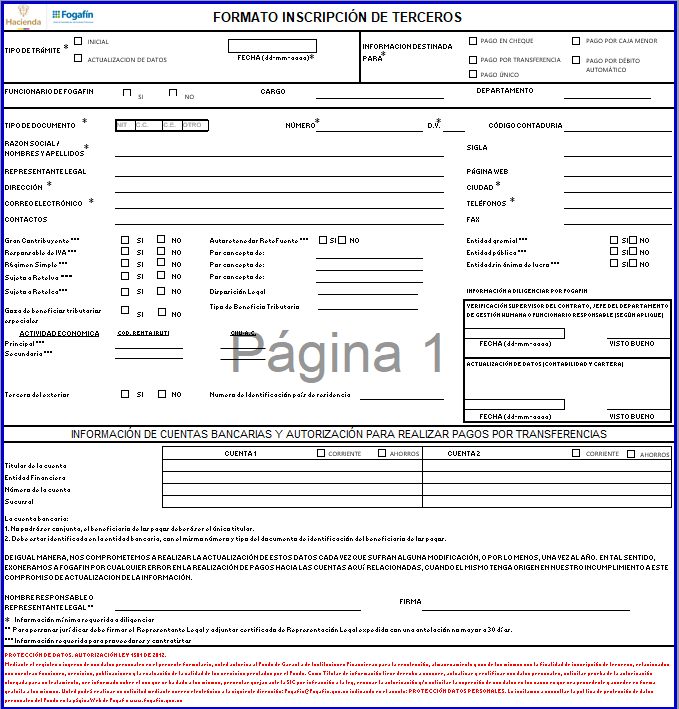 Hacienda
Fogafín
FORMATO INSCRIPCIÓN DE TERCEROS
TIPO DE TRÁMITE *
INICIAL
ACTUALIZACION DE DATOS
FECHA (dd-mm-aaaa)*
INFORMACION DESTINADA PARA*
PAGO EN CHEQUE
PAGO POR CAJA MENOR
PAGO POR TRANSFERENCIA
PAGO POR DÉBITO AUTOMÁTICO
PAGO ÚNICO
FUNCIONARIO DE FOGAFIN
SI
NO
CARGO
DEPARTAMENTO
TIPO DE DOCUMENTO *
NIT C.C. C.E. OTRO
NÚMERO*
D.V.*
CÓDIGO CONTADURIA
RAZON SOCIAL /
NOMBRES Y APELLIDOS *
SIGLA
REPRESENTANTE LEGAL
PÁGINA WEB
DIRECCIÓN *
CIUDAD *
CORREO ELECTRÓNICO *
TELÉFONOS *
CONTACTOS
FAX
Gran Contribuyente *** SI NO
Autoretenedor ReteFuente *** SI NO
Entidad gremial *** SI NO
Responsable de IVA *** SI NO
Por concepto de:
Entidad pública *** SI NO
Régimen Simple *** SI NO
Por concepto de:
Entidad sin ánimo de lucro *** SI NO
Sujeto a ReteIva *** SI NO
Por concepto de:
Sujeto a ReteIca*** SI NO
Disposición Legal
INFORMACIÓN A DILIGENCIAR POR FOGAFIN
Goza de beneficios tributarios especiales SI NO
Tipo de Beneficio Tributario
VERIFICACIÓN SUPERVISOR DEL CONTRATO, JEFE DEL DEPARTAMENTO
DE GESTIÓN HUMANA O FUNCIONARIO RESPONSABLE (SEGÚN APLIQUE)
FECHA (dd-mm-aaaa) VISTO BUENO
ACTIVIDAD ECONOMICA COD. RENTA (RUT)
Principal ***
Secundaria ***
Página 1
ACTUALIZACIÓN DE DATOS (CONTABILIDAD Y CARTERA)
FECHA (dd-mm-aaaa) VISTO BUENO
Terceros del exterior SI NO
Numero de Identificación país de residencia
INFORMACIÓN DE CUENTAS BANCARIAS Y AUTORIZACIÓN PARA REALIZAR PAGOS POR TRANSFERENCIAS
CUENTA 1 CORRIENTE AHORROS CUENTA 2 CORRIENTE AHORROS
Titular de la cuenta
Entidad Financiera
Número de la cuenta
Sucursal
La cuenta bancaria:
1. No podrá ser conjunta, el beneficiario de los pagos deberá ser el único titular.
2. Debe estar identificada en la entidad bancaria, con el mismo número y tipo del documento de identificación del beneficiario de los pagos.
DE IGUAL MANERA, NOS COMPROMETEMOS A REALIZAR LA ACTUALIZACIÓN DE ESTOS DATOS CADA VEZ QUE SUFRAN ALGUNA MODIFICACIÓN, O POR LO MENOS, UNA VEZ AL AÑO. EN TAL SENTIDO,
EXONERAMOS A FOGAFIN POR CUALQUIER ERROR EN LA REALIZACIÓN DE PAGOS HACIA LAS CUENTAS AQUÍ RELACIONADAS, CUANDO EL MISMO TENGA ORIGEN EN NUESTRO INCUMPLIMIENTO A ESTE
COMPROMISO DE ACTUALIZACION DE LA INFORMACIÓN.
NOMBRE RESPONSABLE O
REPRESENTANTE LEGAL **
FIRMA
* Información mínima requerida a diligenciar
** Para personas jurídicas debe firmar el Representante Legal y adjuntar certificado de Representación Legal expedido con una antelación no mayor a 30 días.
*** Información requerida para proveedores y contratistas
PROTECCIÓN DE DATOS, AUTORIZACIÓN LEY 1581 DE 2012.